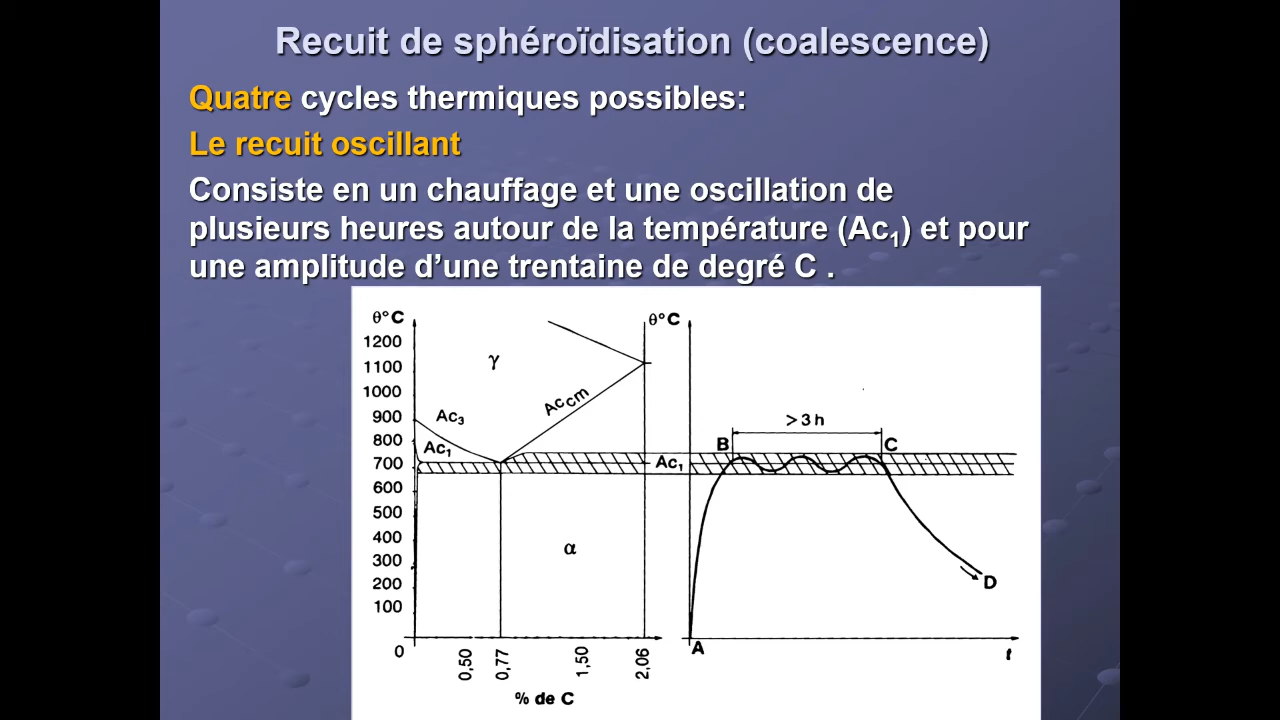 Recuit de sphéroïdisation (coalescence)
Quatre cycles thermiques possibles:
Le recuit oscillant
Consiste en un chauffage et une oscillation de
plusieurs heures autour de la température (Ac₁) et pour
une amplitude d’une trentaine de degré C .
θ°C
1200
1100
1000
900
800
700
600
500
400
300
200
100
0
γ
Ac₃
Ac₁
Accm
α
0,50
0,77
1,50
2,06
% de C
θ°C
>3h
B
C
Ac₁
D
A
t